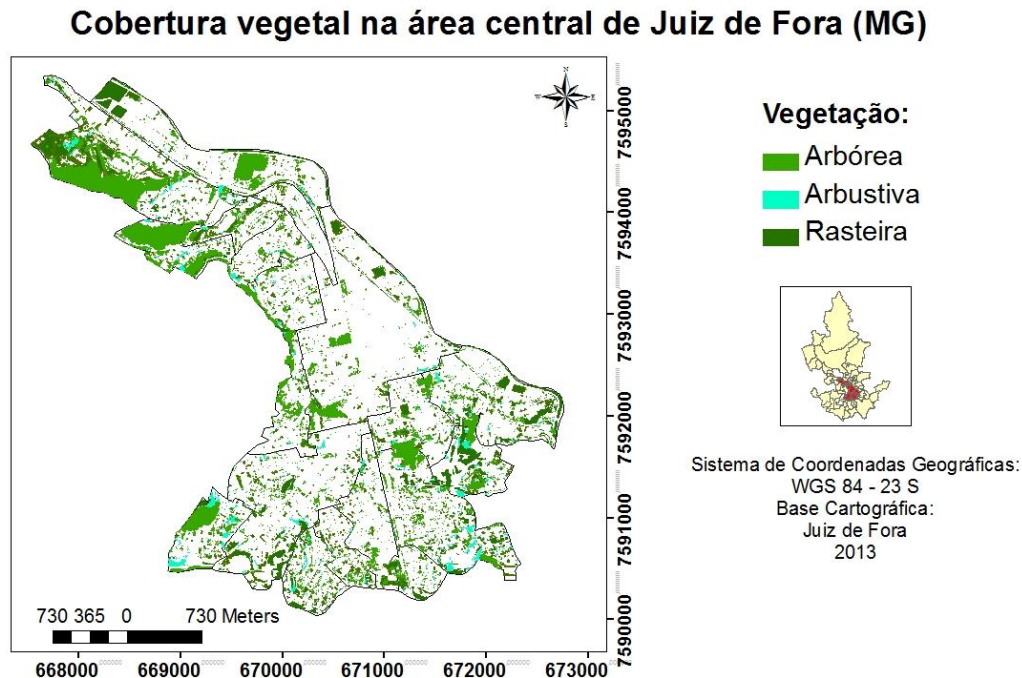 Cobertura vegetal na área central de Juiz de Fora (MG)
N
W
E
S
7595000
7594000
7593000
7592000
7591000
7590000
730 365 0 730 Meters
668000 669000 670000 671000 672000 673000
Vegetação:
Arbórea
Arbustiva
Rasteira
Sistema de Coordenadas Geográficas:
WGS 84 - 23 S
Base Cartográfica:
Juiz de Fora
2013